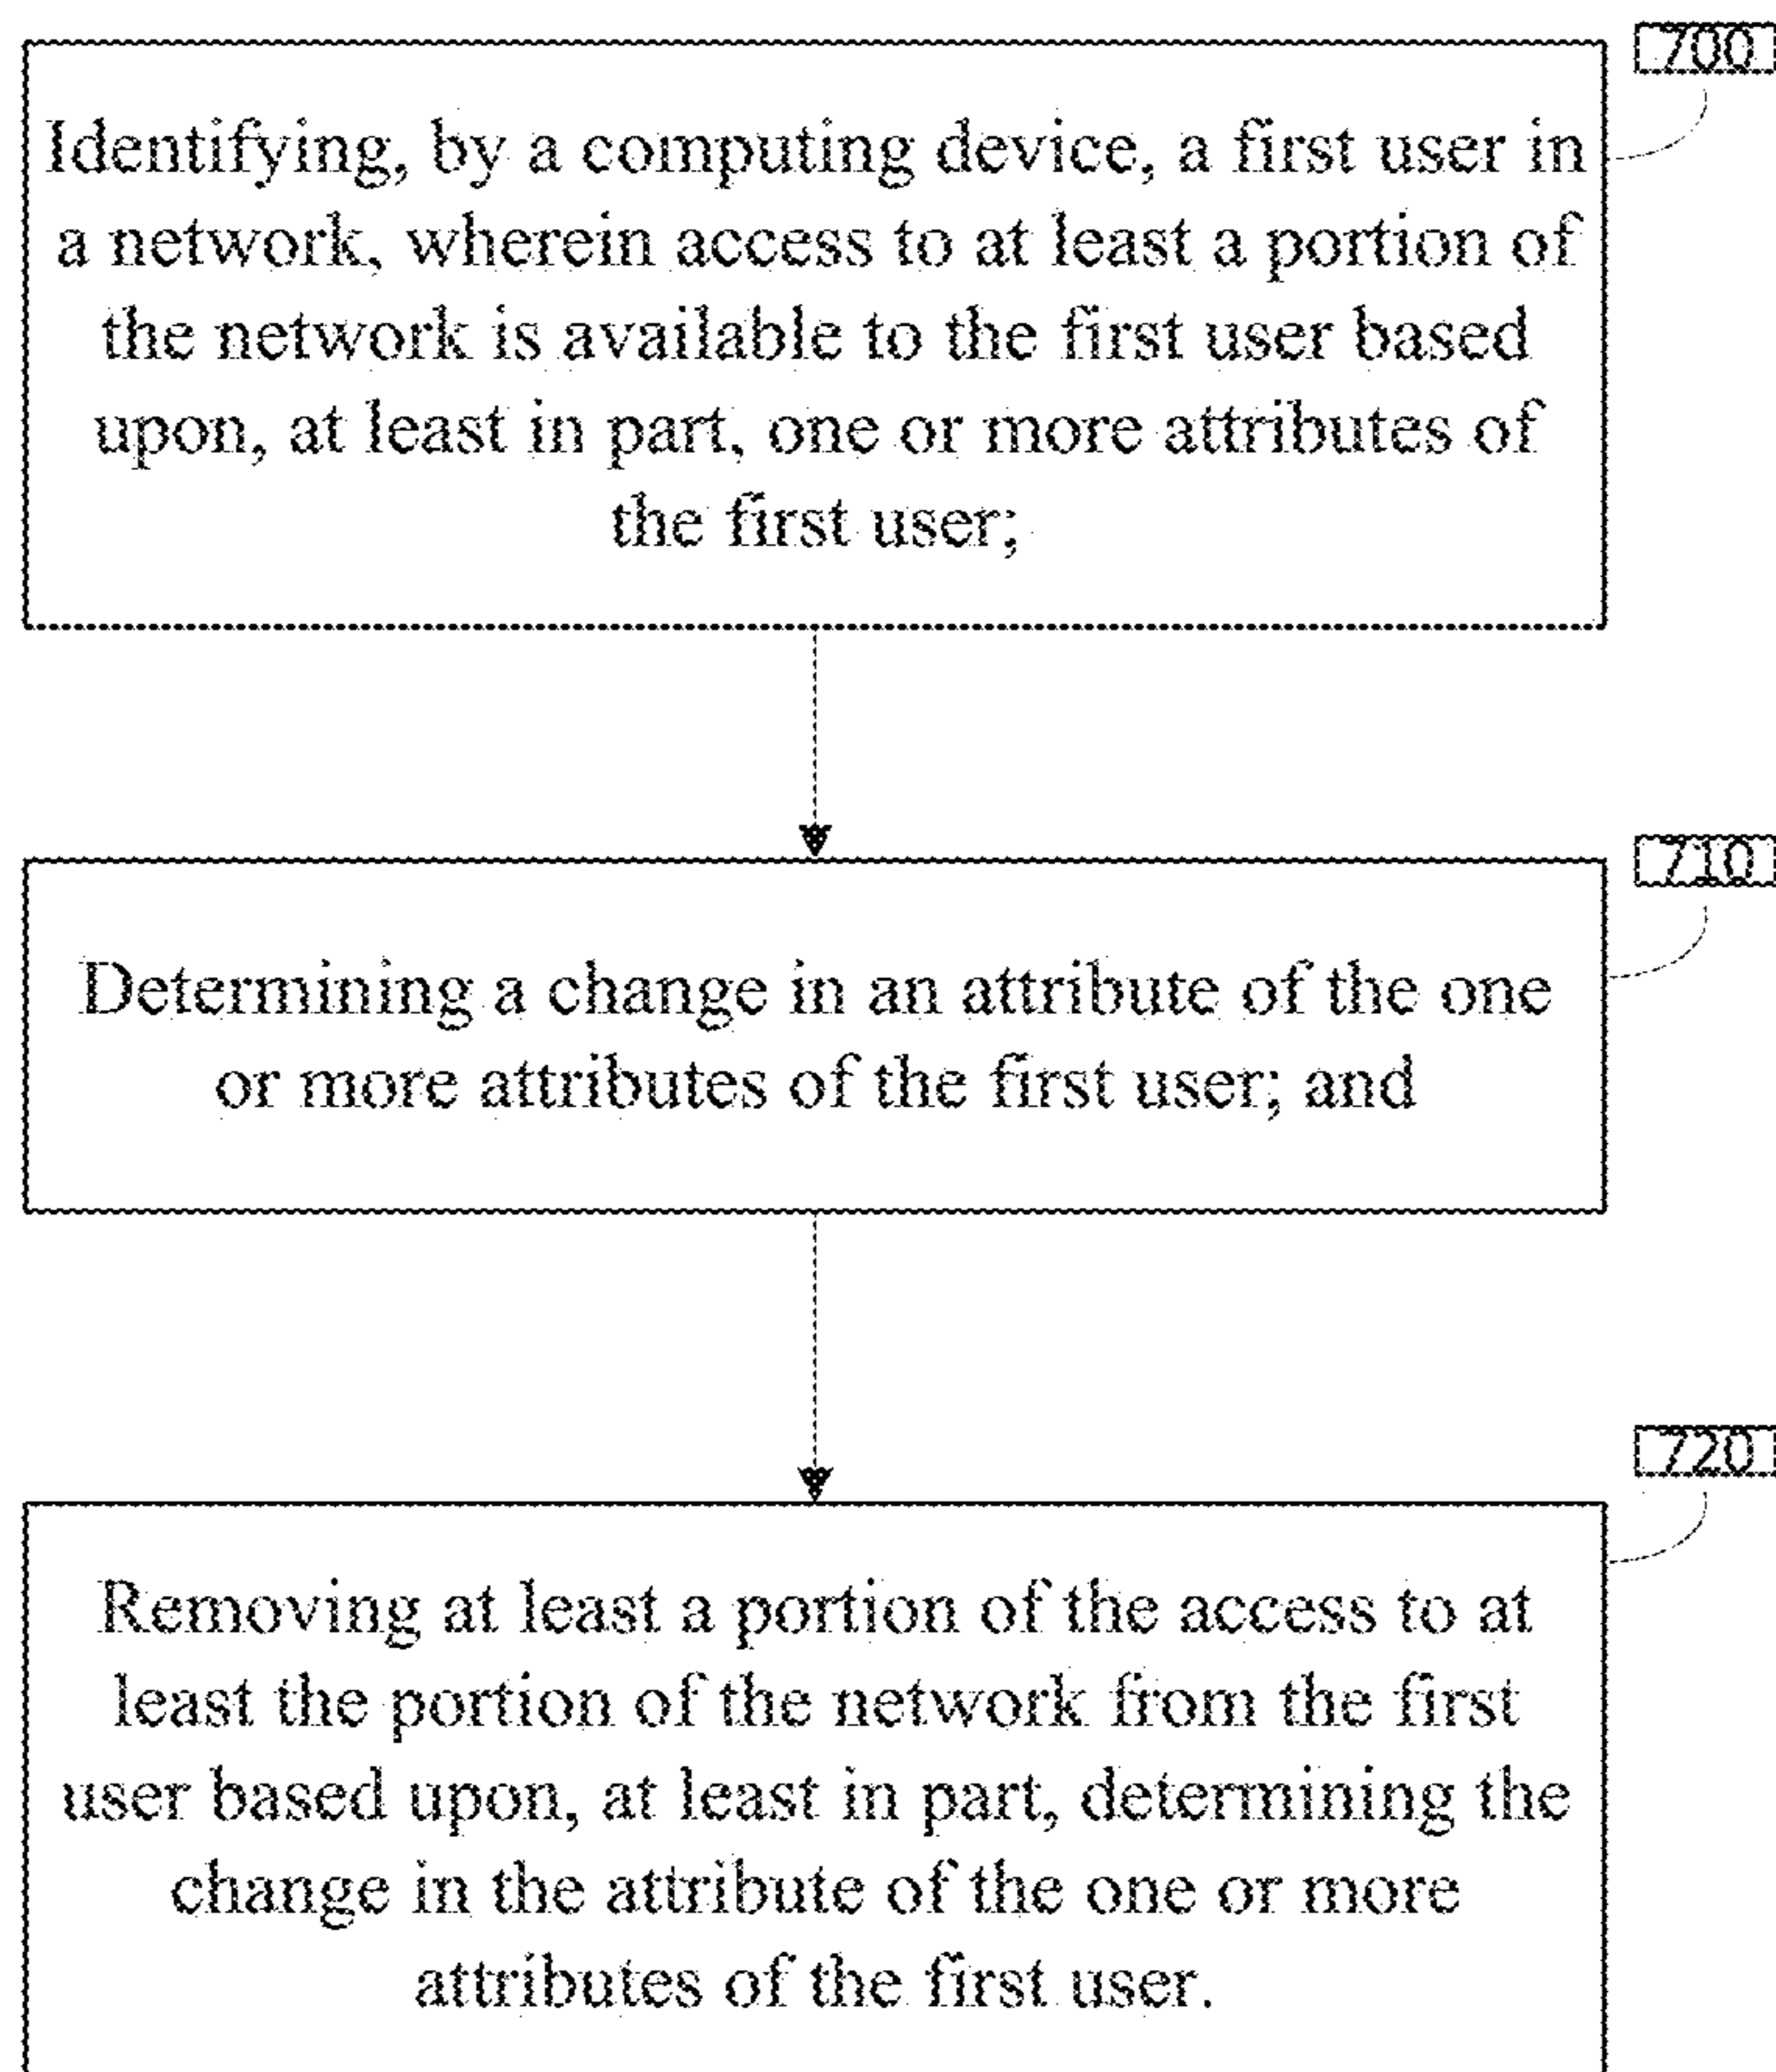 700
Identifying, by a computing device, a first user in
a network, wherein access to at least a portion of
the network is available to the first user based
upon, at least in part, one or more attributes of
the first user;
710
Determining a change in an attribute of the one
or more attributes of the first user; and
720
Removing at least a portion of the access to at
least the portion of the network from the first
user based upon, at least in part, determining the
change in the attribute of the one or more
attributes of the first user.